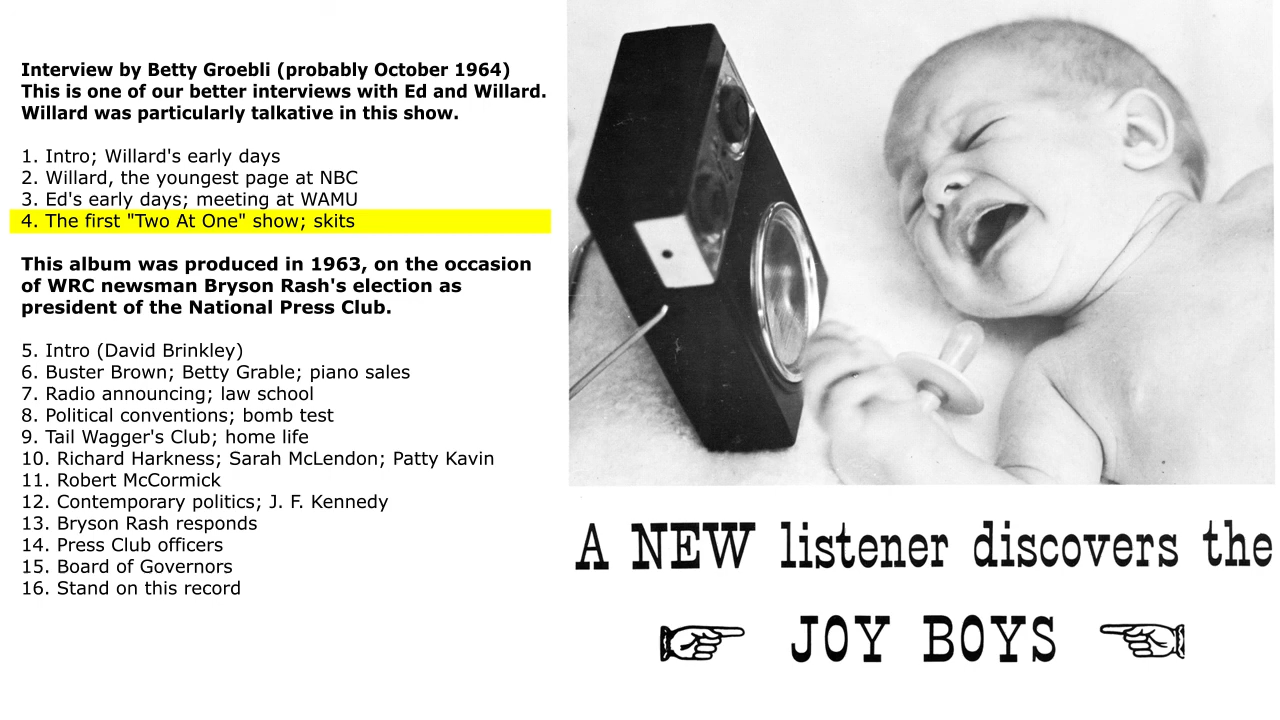 Interview by Betty Groebli (probably October 1964)
This is one of our better interviews with Ed and Willard.
Willard was particularly talkative in this show.
1. Intro; Willard's early days
2. Willard, the youngest page at NBC
3. Ed's early days; meeting at WAMU
4. The first "Two At One" show; skits
This album was produced in 1963, on the occasion
of WRC newsman Bryson Rash's election as
president of the National Press Club.
5. Intro (David Brinkley)
6. Buster Brown; Betty Grable; piano sales
7. Radio announcing; law school
8. Political conventions; bomb test
9. Tail Wagger's Club; home life
10. Richard Harkness; Sarah McLendon; Patty Kavin
11. Robert McCormick
12. Contemporary politics; J. F. Kennedy
13. Bryson Rash responds
14. Press Club officers
15. Board of Governors
16. Stand on this record
A NEW listener discovers the
JOY BOYS